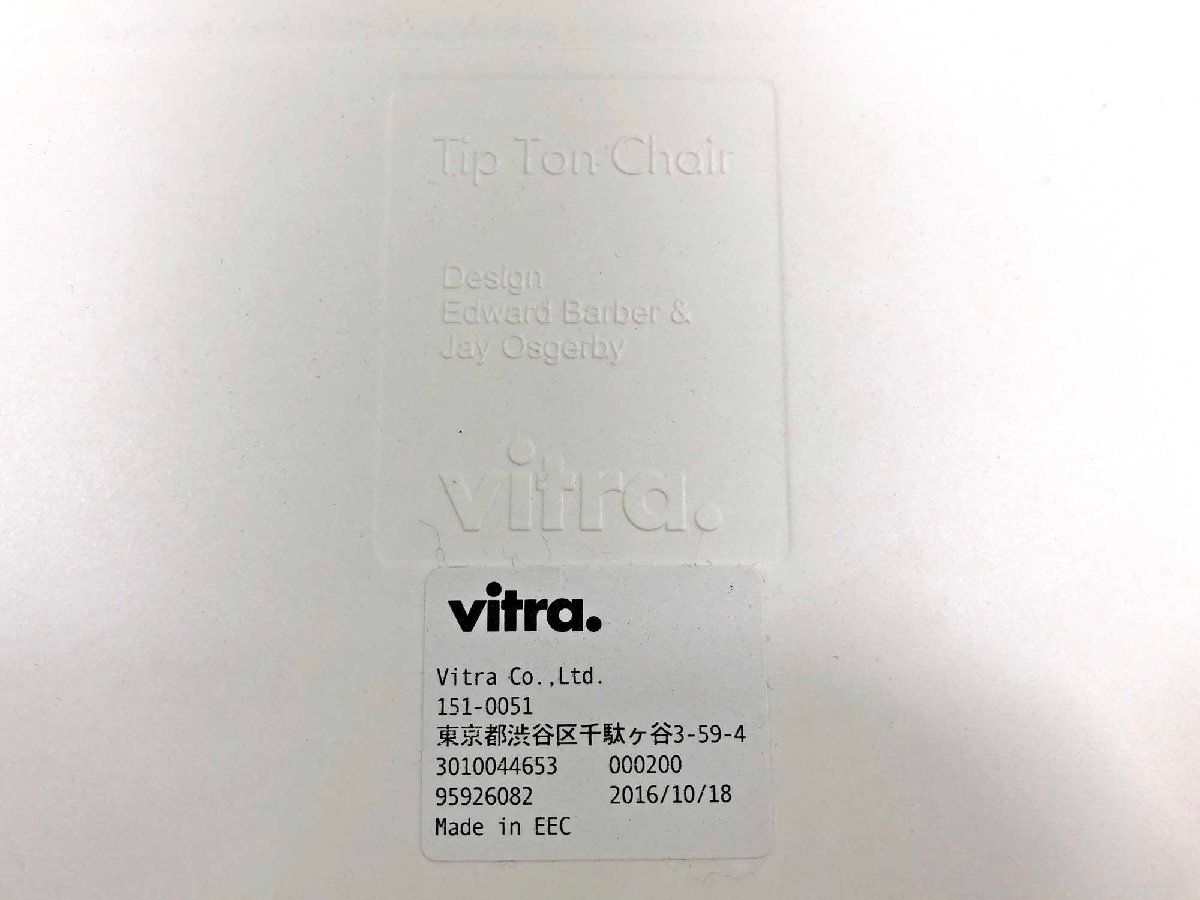 Tip Ton Chair
Design
Edward Barber &
Jay Osgerby
vitra.
vitra.
Vitra Co.,Ltd.
151-0051
東京都渋谷区千駄ヶ谷3-59-4
3010044653 000200
95926082 2016/10/18
Made in EEC